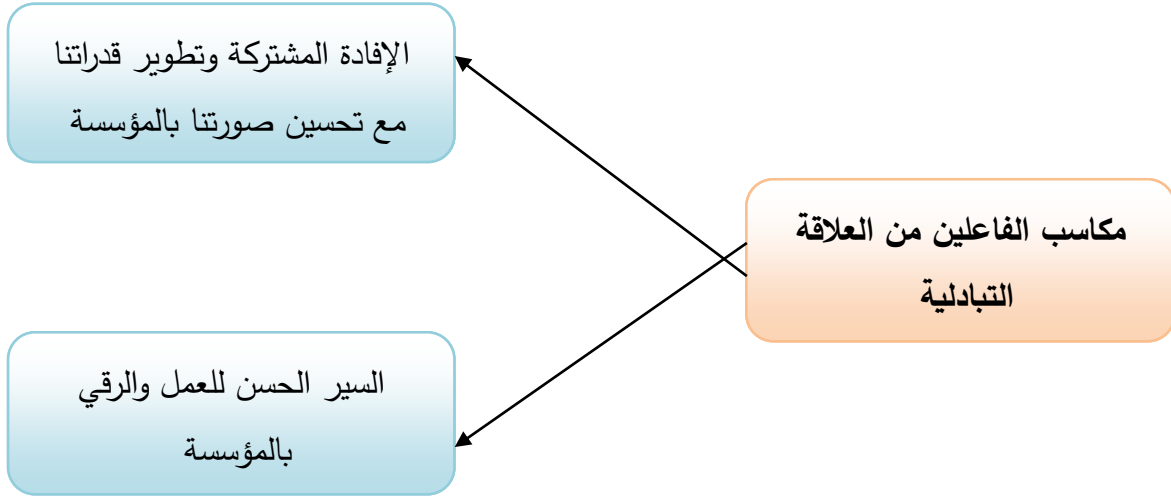 الإفادة المشتركة وتطوير قدراتنا
مع تحسين صورتنا بالمؤسسة
مكاسب الفاعلين من العلاقة
التبادلية
السير الحسن للعمل والرقي
بالمؤسسة